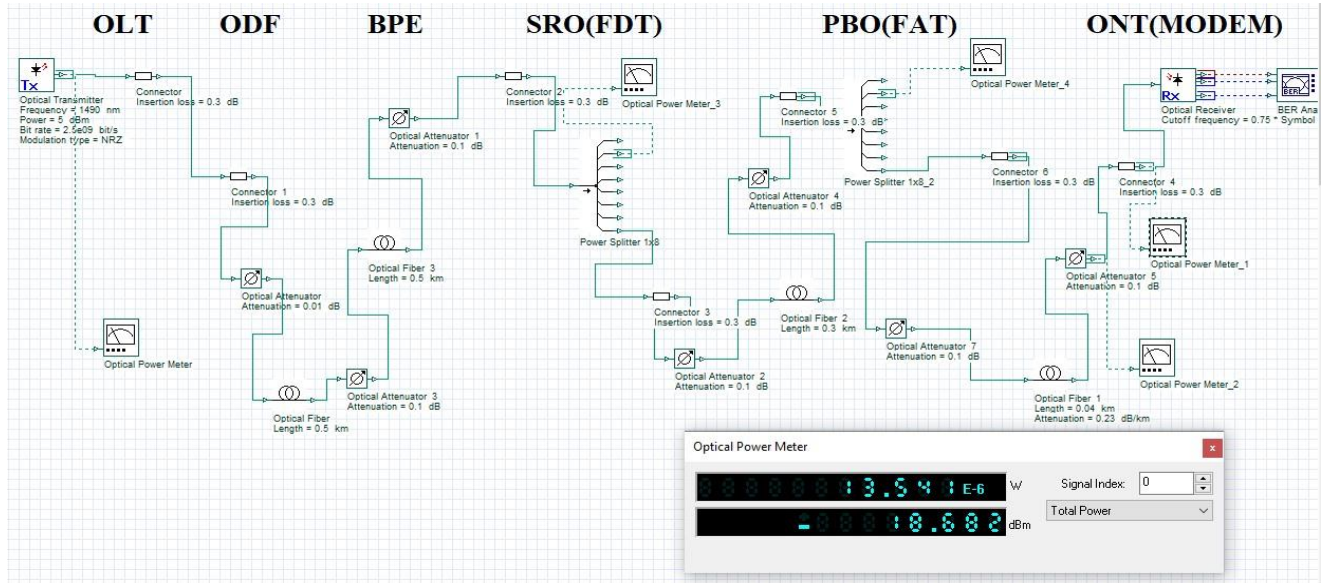 OLT
ODF
BPE
SRO(FDT)
PBO(FAT)
ONT(MODEM)
Tx
Optical Transmitter
Frequency = 1490 nm
Power = 5 dBm
Bit rate = 2.5e09 bit/s
Modulation type = NRZ
Connector
Insertion loss = 0.3 dB
Connector 1
Insertion loss = 0.3 dB
Optical Attenuator
Attenuation = 0.01 dB
Optical Power Meter
Optical Fiber
Length = 0.5 km
Optical Attenuator 3
Attenuation = 0.1 dB
Optical Fiber 3
Length = 0.5 km
Optical Attenuator 1
Attenuation = 0.1 dB
Connector 2
Insertion loss = 0.3 dB
Optical Power Meter_3
Power Splitter 1x8
Connector 3
Insertion loss = 0.3 dB
Optical Attenuator 2
Attenuation = 0.1 dB
Optical Fiber 2
Length = 0.3 km
Optical Attenuator 4
Attenuation = 0.1 dB
Connector 5
Insertion loss = 0.3 dB
Optical Power Meter_4
Power Splitter 1x8_2
Connector 6
Insertion loss = 0.3 dB
Optical Attenuator 7
Attenuation = 0.1 dB
Optical Fiber 1
Length = 0.04 km
Attenuation = 0.23 dB/km
Optical Attenuator 5
Attenuation = 0.1 dB
Optical Power Meter_2
Optical Power Meter_1
Connector 4
Insertion loss = 0.3 dB
Rx
Optical Receiver
Cutoff frequency = 0.75 * Symbol
BER
BER Ana
Optical Power Meter
x
13.541 E-6 W
Signal Index: 0
-18.682 dBm
Total Power